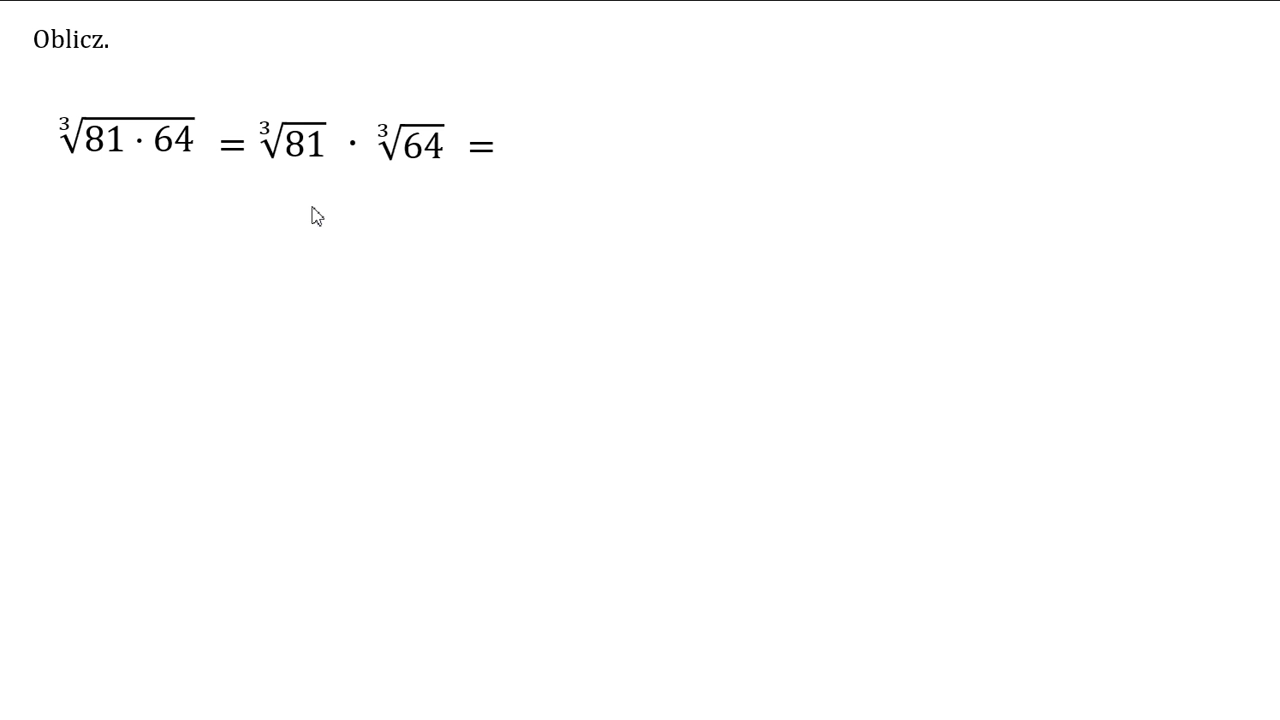 Oblicz.
∛81 · 64 = ∛81 · ∛64 =